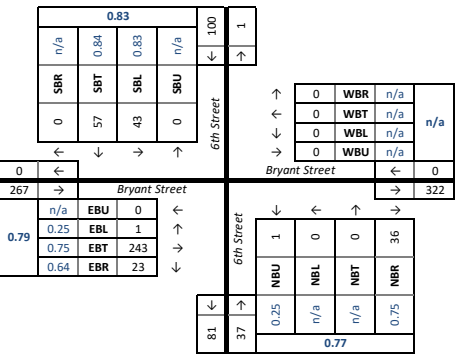 0.83
n/a 0.84 0.83 n/a
SBR SBT SBL SBU
0 57 43 0
← ↓ → ↑
100 1
↓ ↑
6th Street
↑ 0 WBR n/a
← 0 WBT n/a
↓ 0 WBL n/a
→ 0 WBU n/a
n/a
0 ←
Bryant Street ← 0
267 → Bryant Street
→ 322
0.79
n/a EBU 0 ←
0.25 EBL 1 ↑
0.75 EBT 243 →
0.64 EBR 23 ↓
6th Street
↓ ↑
81 37
↓ ← ↑ →
1 0 0 36
NBU NBL NBT NBR
0.25 n/a n/a 0.75
0.77